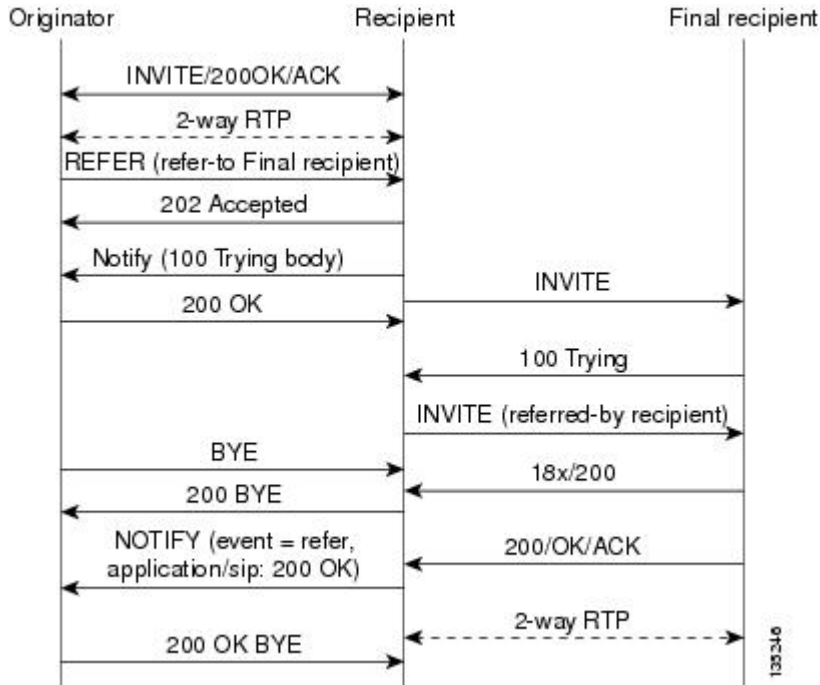 Originator
Recipient
Final recipient
INVITE/200OK/ACK
2-way RTP
REFER (refer-to Final recipient)
202 Accepted
Notify (100 Trying body)
INVITE
200 OK
100 Trying
INVITE (referred-by recipient)
BYE
18x/200
200 BYE
NOTIFY (event = refer,
application/sip: 200 OK)
200/OK/ACK
2-way RTP
200 OK BYE
135246